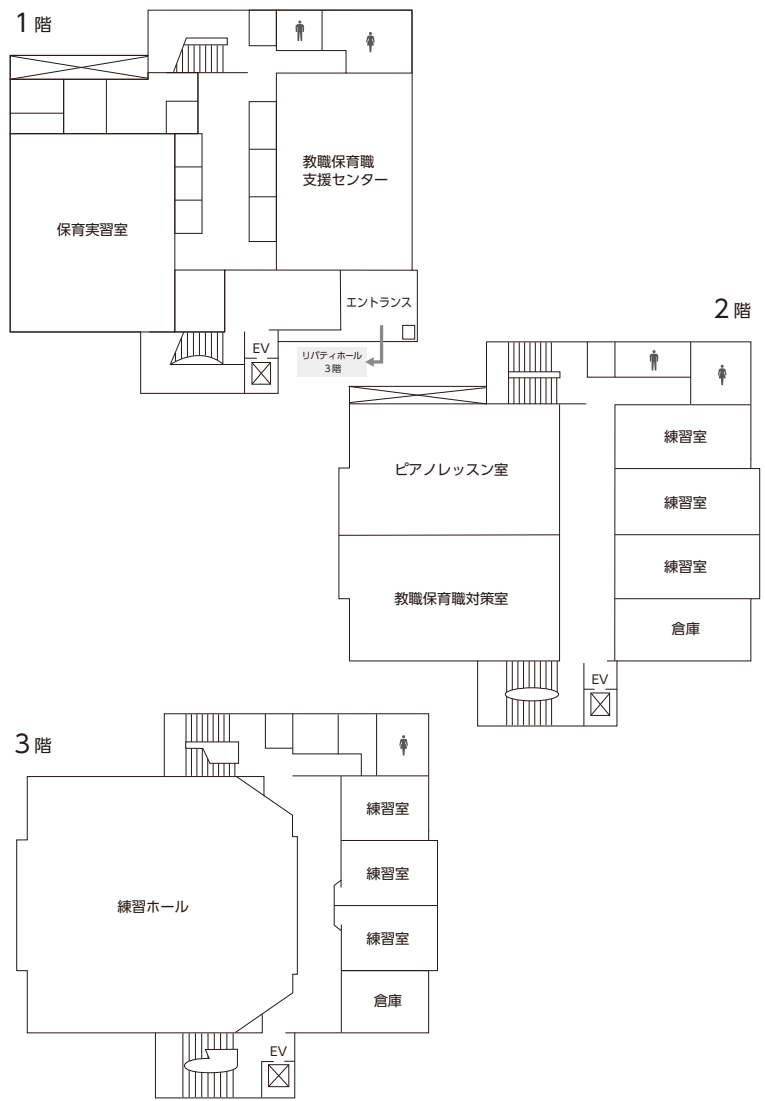 1階
教職保育職
支援センター
保育実習室
エントランス
EV
リバティホール
3階
2階
練習室
ピアノレッスン室
練習室
練習室
教職保育職対策室
倉庫
EV
3階
練習室
練習室
練習ホール
練習室
倉庫
EV